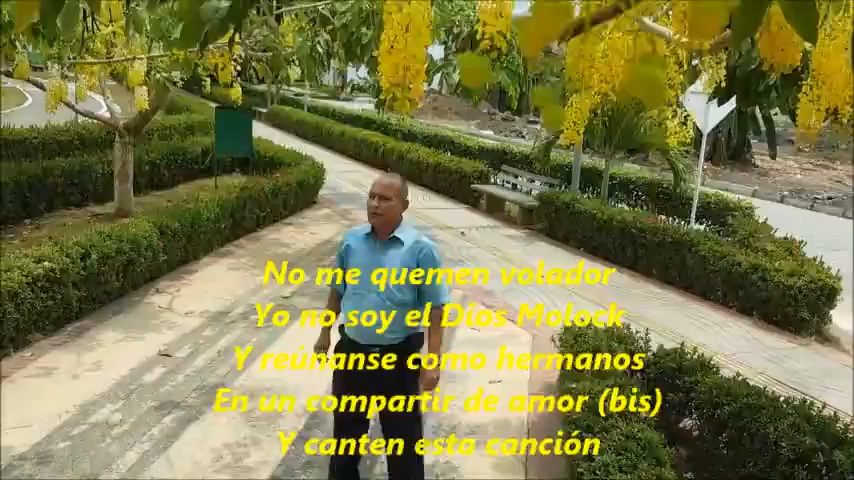 No me quemen volador
Yo no soy el Dios Molock
Y reúnanse como hermanos
En un compartir de amor (bis)
Y canten esta canción